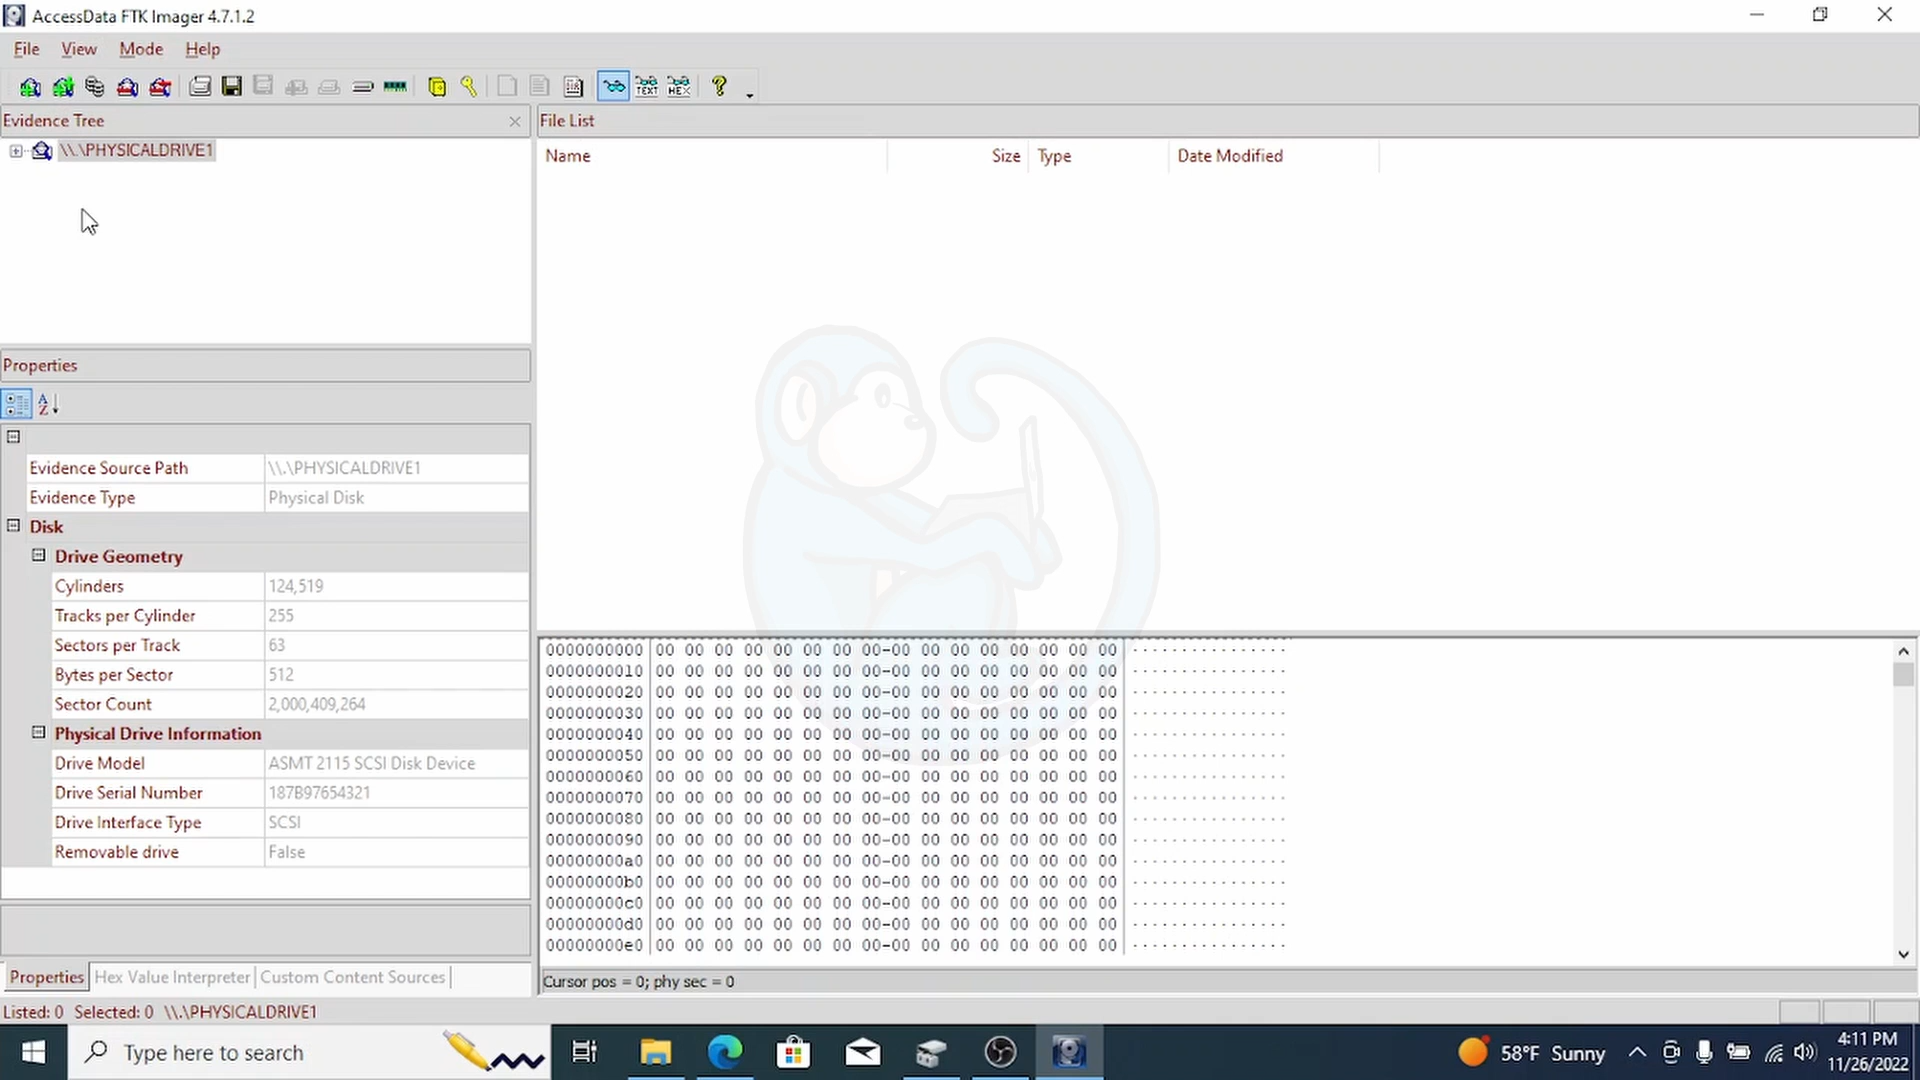 AccessData FTK Imager 4.7.1.2
File View Mode Help
TEXT HEX
Evidence Tree
\\.\PHYSICALDRIVE1
File List
Name Size Type Date Modified
Properties
Evidence Source Path \\.\PHYSICALDRIVE1
Evidence Type Physical Disk
Disk
Drive Geometry
Cylinders 124,519
Tracks per Cylinder 255
Sectors per Track 63
Bytes per Sector 512
Sector Count 2,000,409,264
Physical Drive Information
Drive Model ASMT 2115 SCSI Disk Device
Drive Serial Number 187B97654321
Drive Interface Type SCSI
Removable drive False
0000000000 00 00 00 00 00 00 00 00-00 00 00 00 00 00 00 00 ................
0000000010 00 00 00 00 00 00 00 00-00 00 00 00 00 00 00 00 ................
0000000020 00 00 00 00 00 00 00 00-00 00 00 00 00 00 00 00 ................
0000000030 00 00 00 00 00 00 00 00-00 00 00 00 00 00 00 00 ................
0000000040 00 00 00 00 00 00 00 00-00 00 00 00 00 00 00 00 ................
0000000050 00 00 00 00 00 00 00 00-00 00 00 00 00 00 00 00 ................
0000000060 00 00 00 00 00 00 00 00-00 00 00 00 00 00 00 00 ................
0000000070 00 00 00 00 00 00 00 00-00 00 00 00 00 00 00 00 ................
0000000080 00 00 00 00 00 00 00 00-00 00 00 00 00 00 00 00 ................
0000000090 00 00 00 00 00 00 00 00-00 00 00 00 00 00 00 00 ................
00000000a0 00 00 00 00 00 00 00 00-00 00 00 00 00 00 00 00 ................
00000000b0 00 00 00 00 00 00 00 00-00 00 00 00 00 00 00 00 ................
00000000c0 00 00 00 00 00 00 00 00-00 00 00 00 00 00 00 00 ................
00000000d0 00 00 00 00 00 00 00 00-00 00 00 00 00 00 00 00 ................
00000000e0 00 00 00 00 00 00 00 00-00 00 00 00 00 00 00 00 ................
Properties Hex Value Interpreter Custom Content Sources
Cursor pos = 0; phy sec = 0
Listed: 0 Selected: 0 \\.\PHYSICALDRIVE1
Type here to search
58°F Sunny
4:11 PM
11/26/2022